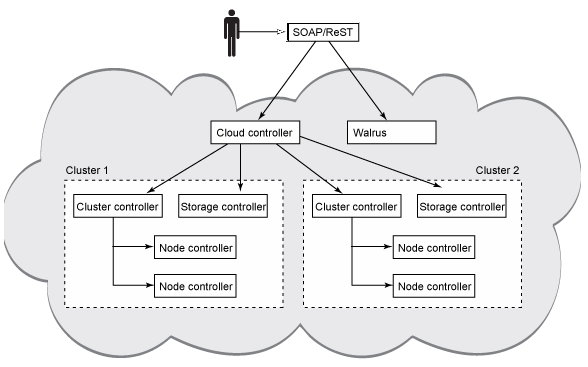 SOAP/ReST
Cloud controller
Walrus
Cluster 1
Cluster 2
Cluster controller
Storage controller
Cluster controller
Storage controller
Node controller
Node controller
Node controller
Node controller